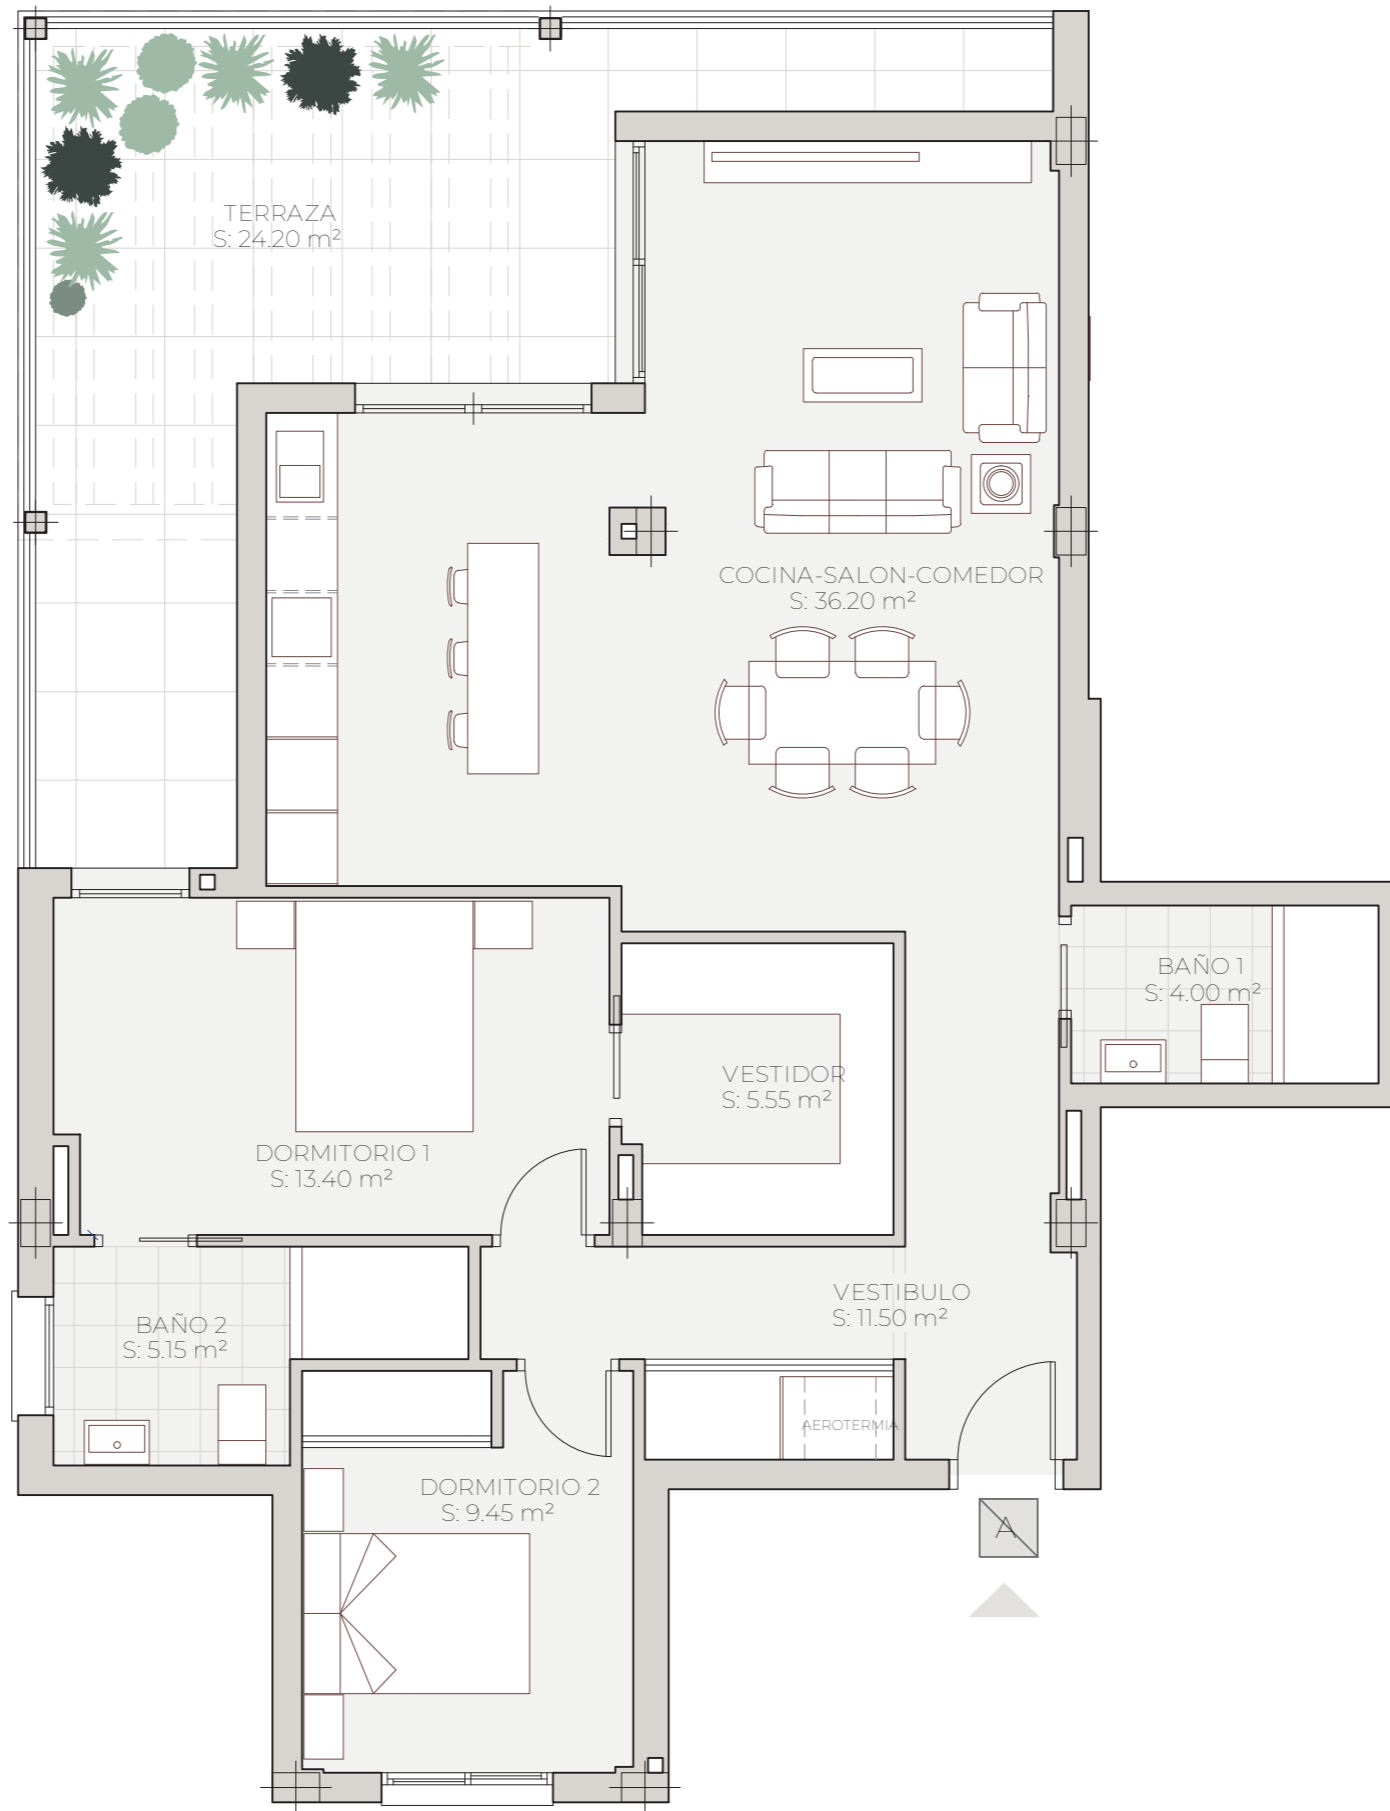 TERRAZA
S: 24.20 m²
COCINA-SALON-COMEDOR
S: 36.20 m²
BAÑO 1
S: 4.00 m²
VESTIDOR
S: 5.55 m²
DORMITORIO 1
S: 13.40 m²
VESTIBULO
S: 11.50 m²
BAÑO 2
S: 5.15 m²
AEROTERMIA
DORMITORIO 2
S: 9.45 m²
A